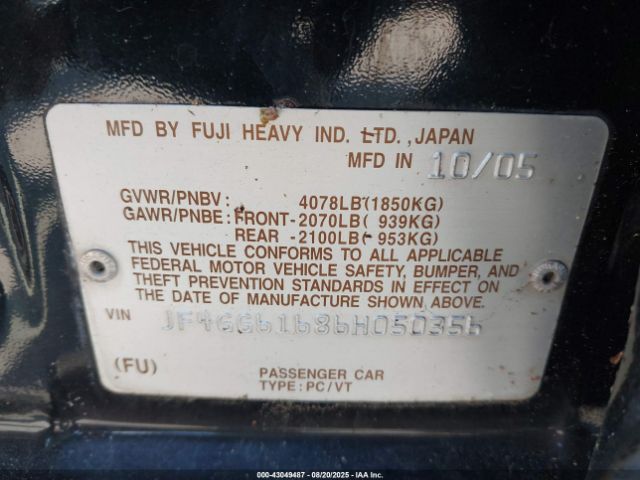 MFD BY FUJI HEAVY IND. LTD. ,JAPAN
MFD IN 10/05
GVWR/PNBV : 4078LB(1850KG)
GAWR/PNBE: FRONT-2070LB( 939KG)
REAR -2100LB( 953KG)
THIS VEHICLE CONFORMS TO ALL APPLICABLE
FEDERAL MOTOR VEHICLE SAFETY, BUMPER, AND
THEFT PREVENTION STANDARDS IN EFFECT ON
THE DATE OF MANUFACTURE SHOWN ABOVE.
VIN JF4GG61686H050356
(FU) PASSENGER CAR
TYPE : PC/VT
000-43049487 - 08/20/2025 - IAA Inc.